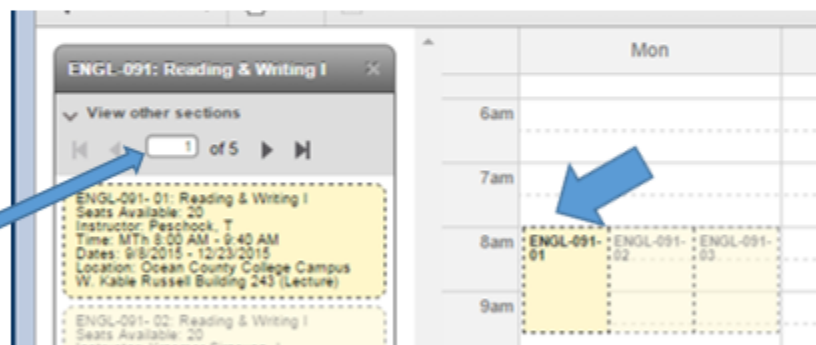 ENGL-091: Reading & Writing I
View other sections
1 of 5
ENGL-091- 01: Reading & Writing I
Seats Available: 20
Instructor: Peschock, T
Time: MTh 8:00 AM - 9:40 AM
Dates: 9/8/2015 - 12/23/2015
Location: Ocean County College Campus
W. Kable Russell Building 243 (Lecture)
ENGL-091- 02: Reading & Writing I
Seats Available: 20
Mon
6am
7am
8am
ENGL-091-
01
ENGL-091-
02
ENGL-091-
03
9am